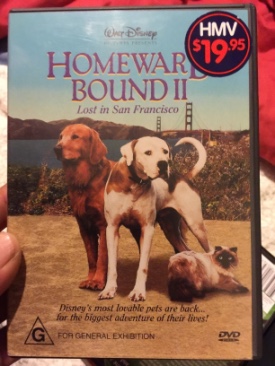 HMV
$19.95
Walt Disney
HOMEWARD
BOUND II
Lost in San Francisco
Disney's most lovable pets are back...
for the biggest adventure of their lives!
G
FOR GENERAL EXHIBITION
DVD